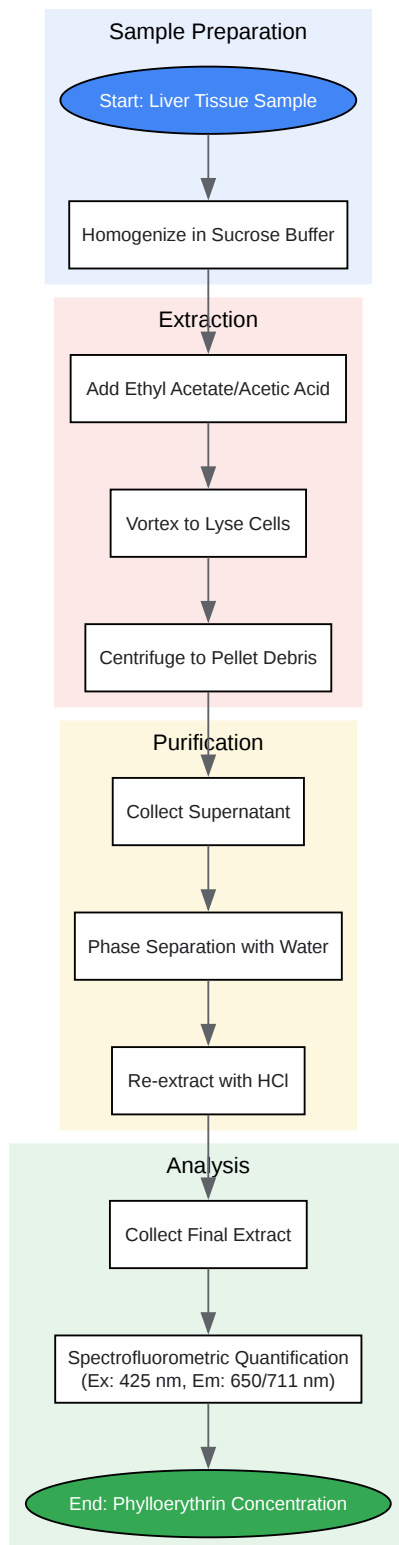 Sample Preparation
Start: Liver Tissue Sample
Homogenize in Sucrose Buffer
Extraction
Add Ethyl Acetate/Acetic Acid
Vortex to Lyse Cells
Centrifuge to Pellet Debris
Purification
Collect Supernatant
Phase Separation with Water
Re-extract with HCl
Analysis
Collect Final Extract
Spectrofluorometric Quantification
(Ex: 425 nm, Em: 650/711 nm)
End: Phylloerythrin Concentration